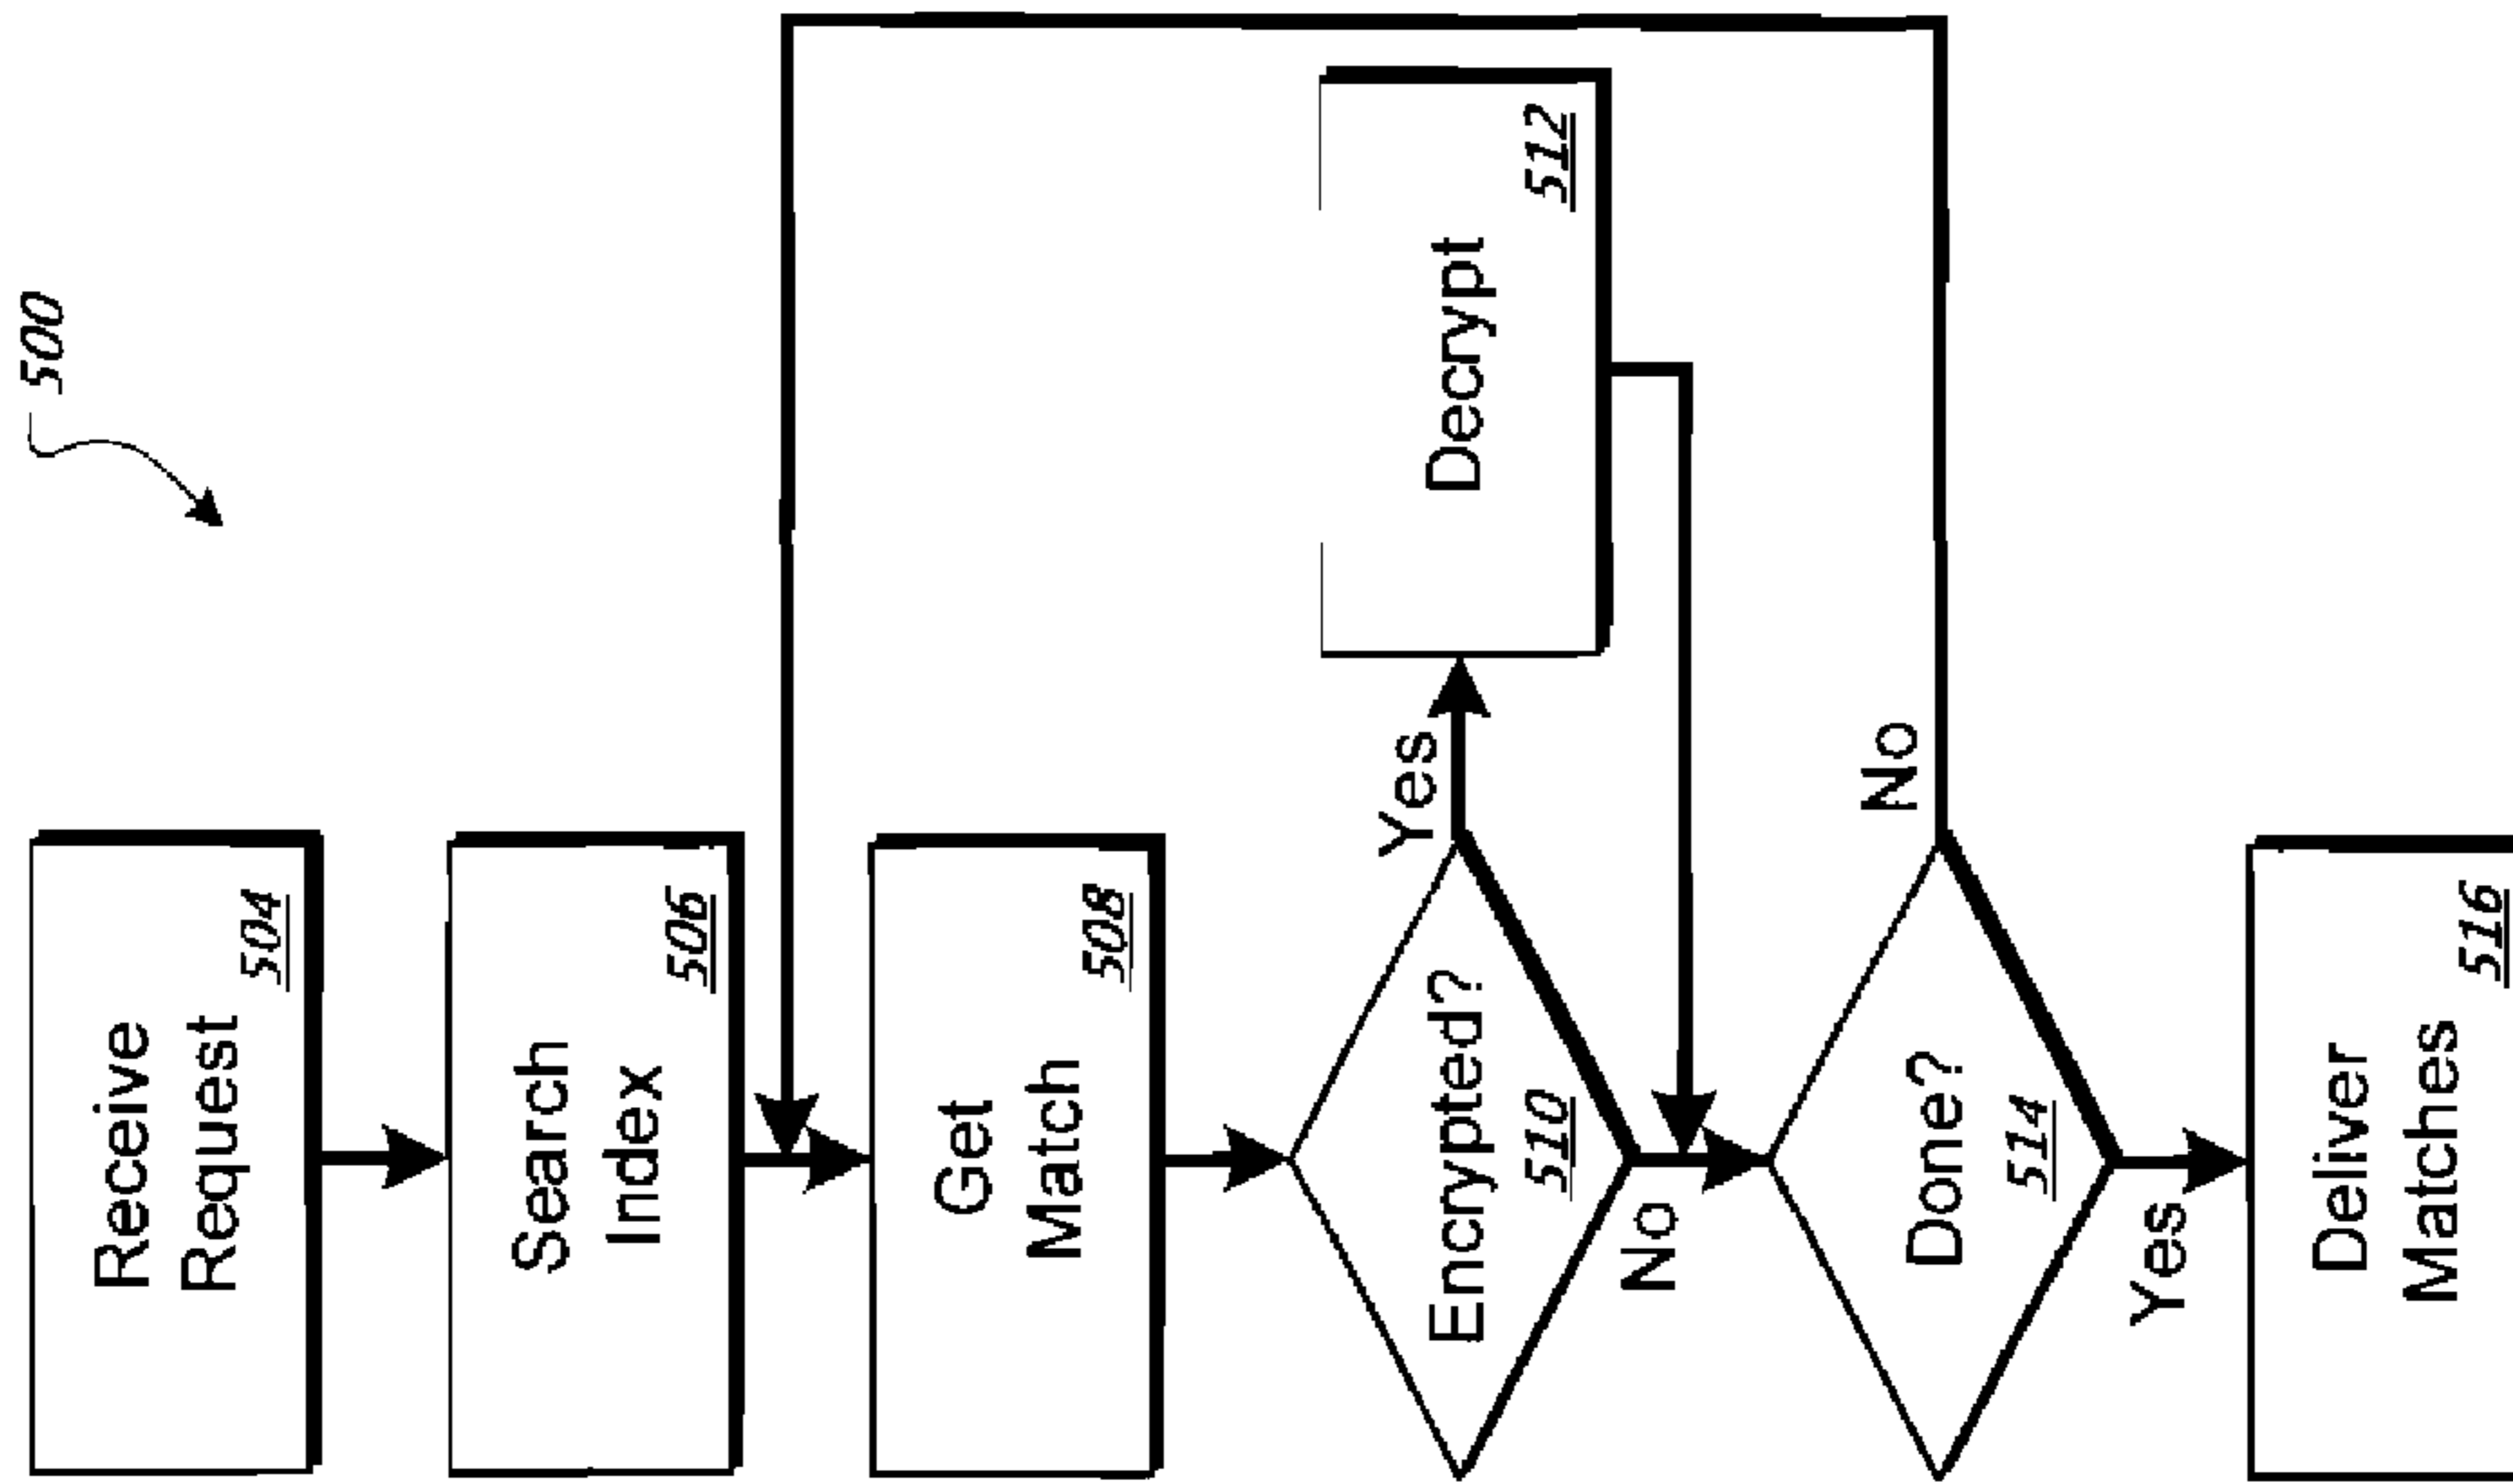 500
Receive
Request
504
Search
Index
506
Get
Match
508
Encrypted?
510
Yes
No
Decrypt
512
Done?
514
No
Yes
Deliver
Matches
516